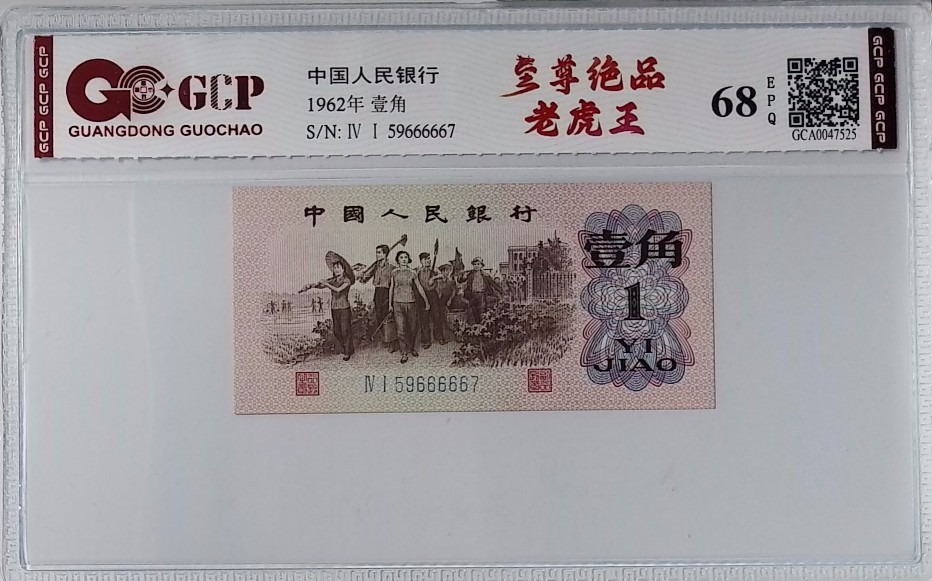 GCP GCP GCP
GCP
GUANGDONG GUOCHAO
中国人民银行
1962年 壹角
S/N: Ⅳ Ⅰ 59666667
至尊绝品
老虎王
68
EPQ
GCA0047525
GCP GCP GCP
中國人民銀行
壹角
1
YI
JIAO
Ⅳ Ⅰ 59666667